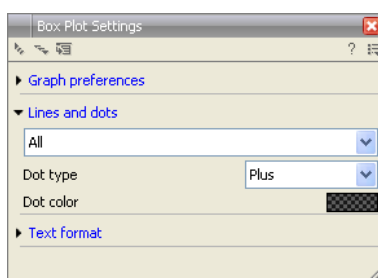 Box Plot Settings
?
Graph preferences
Lines and dots
All
Dot type Plus
Dot color
Text format